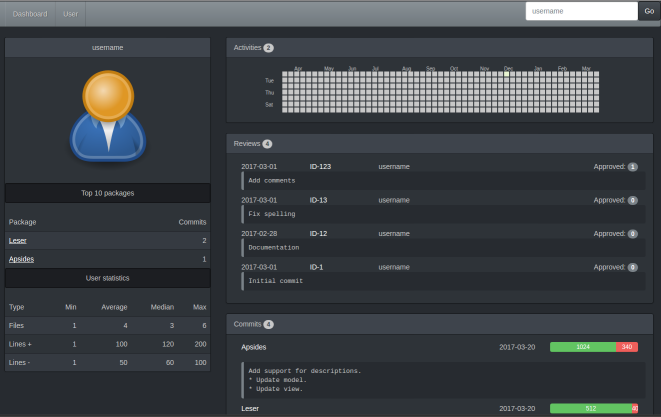 Dashboard User username Go
username
Top 10 packages
Package Commits
Leser 2
Apsides 1
User statistics
Type Min Average Median Max
Files 1 4 3 6
Lines + 1 100 120 200
Lines - 1 50 60 100
Activities 2
Apr May Jun Jul Aug Sep Oct Nov Dec Jan Feb Mar
Tue
Thu
Sat
Reviews 4
2017-03-01 ID-123 username Approved: 1
Add comments
2017-03-01 ID-13 username Approved: 0
Fix spelling
2017-02-28 ID-12 username Approved: 0
Documentation
2017-03-01 ID-1 username Approved: 0
Initial commit
Commits 4
Apsides 2017-03-20 1024 340
Add support for descriptions.
* Update model.
* Update view.
Leser 2017-03-20 512